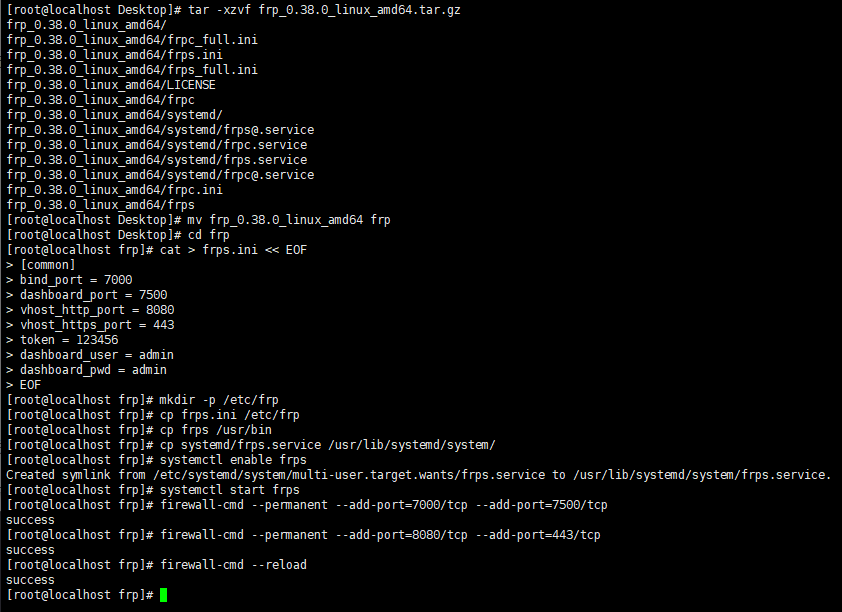 [root@localhost Desktop]# tar -xzvf frp_0.38.0_linux_amd64.tar.gz
frp_0.38.0_linux_amd64/
frp_0.38.0_linux_amd64/frpc_full.ini
frp_0.38.0_linux_amd64/frps.ini
frp_0.38.0_linux_amd64/frps_full.ini
frp_0.38.0_linux_amd64/LICENSE
frp_0.38.0_linux_amd64/frpc
frp_0.38.0_linux_amd64/systemd/
frp_0.38.0_linux_amd64/systemd/frps@.service
frp_0.38.0_linux_amd64/systemd/frpc.service
frp_0.38.0_linux_amd64/systemd/frps.service
frp_0.38.0_linux_amd64/systemd/frpc@.service
frp_0.38.0_linux_amd64/frpc.ini
frp_0.38.0_linux_amd64/frps
[root@localhost Desktop]# mv frp_0.38.0_linux_amd64 frp
[root@localhost Desktop]# cd frp
[root@localhost frp]# cat > frps.ini << EOF
> [common]
> bind_port = 7000
> dashboard_port = 7500
> vhost_http_port = 8080
> vhost_https_port = 443
> token = 123456
> dashboard_user = admin
> dashboard_pwd = admin
> EOF
[root@localhost frp]# mkdir -p /etc/frp
[root@localhost frp]# cp frps.ini /etc/frp
[root@localhost frp]# cp frps /usr/bin
[root@localhost frp]# cp systemd/frps.service /usr/lib/systemd/system/
[root@localhost frp]# systemctl enable frps
Created symlink from /etc/systemd/system/multi-user.target.wants/frps.service to /usr/lib/systemd/system/frps.service.
[root@localhost frp]# systemctl start frps
[root@localhost frp]# firewall-cmd --permanent --add-port=7000/tcp --add-port=7500/tcp
success
[root@localhost frp]# firewall-cmd --permanent --add-port=8080/tcp --add-port=443/tcp
success
[root@localhost frp]# firewall-cmd --reload
success
[root@localhost frp]#